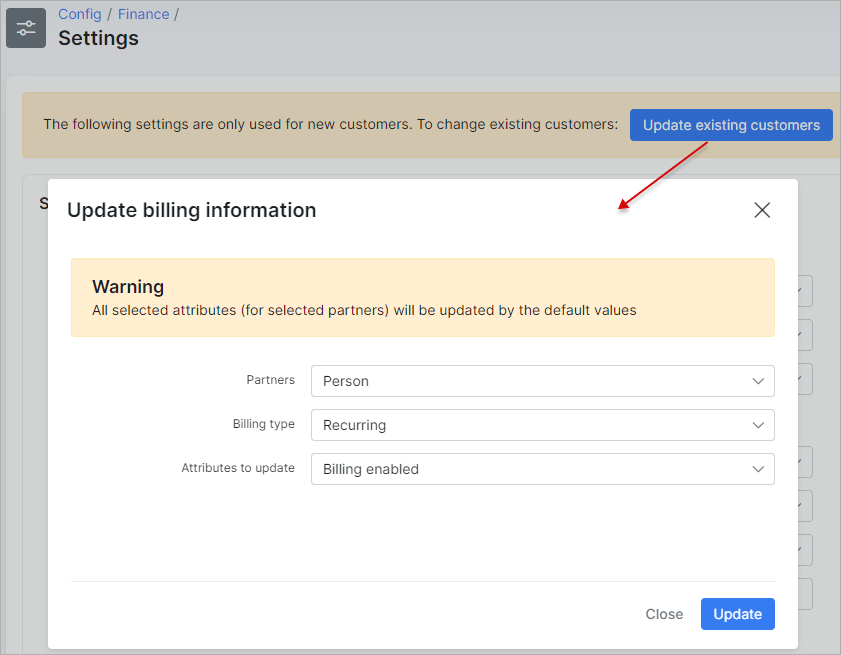 Config / Finance /
Settings
The following settings are only used for new customers. To change existing customers: Update existing customers
S
Update billing information
Warning
All selected attributes (for selected partners) will be updated by the default values
Partners Person
Billing type Recurring
Attributes to update Billing enabled
Close Update